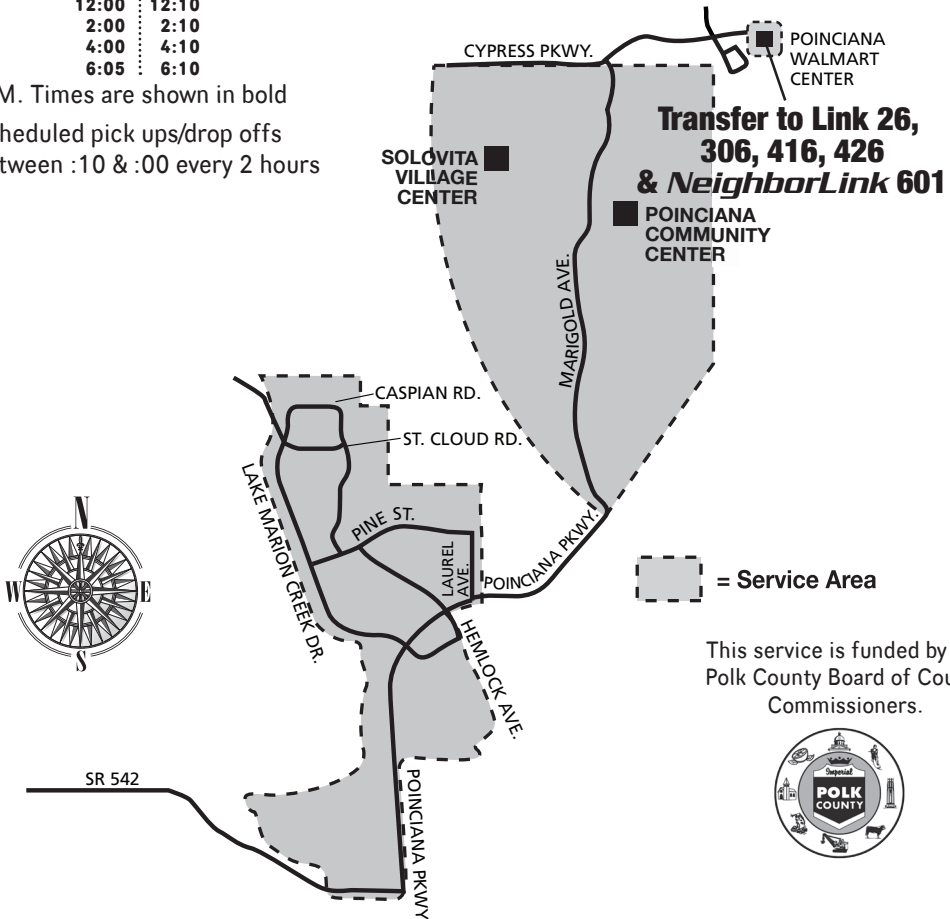 12:00 12:10
2:00 2:10
4:00 4:10
6:05 6:10
M. Times are shown in bold
heduled pick ups/drop offs
tween :10 & :00 every 2 hours
CYPRESS PKWY.
POINCIANA
WALMART
CENTER
Transfer to Link 26,
306, 416, 426
& NeighborLink 601
SOLOVITA
VILLAGE
CENTER
POINCIANA
COMMUNITY
CENTER
MARIGOLD AVE.
CASPIAN RD.
ST. CLOUD RD.
LAKE MARION CREEK DR.
PINE ST.
LAUREL
AVE.
POINCIANA PKWY.
HEMLOCK AVE.
N
W E
S
= Service Area
This service is funded by
Polk County Board of Cou
Commissioners.
Imperial
POLK
COUNTY
SR 542
POINCIANA PKWY